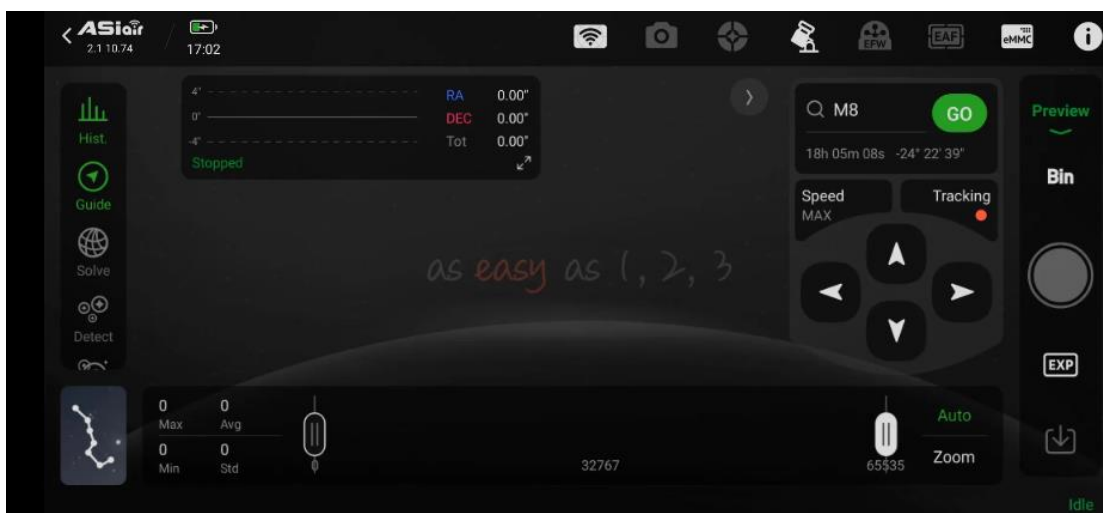 ASiair
2.1 10.74
17:02
EFW
EAF
eMMC
Hist.
Guide
Solve
Detect
4"
0"
-4"
RA 0.00"
DEC 0.00"
Tot 0.00"
Stopped
M8
GO
18h 05m 08s -24° 22' 39"
Speed
MAX
Tracking
Preview
Bin
EXP
as easy as 1, 2, 3
0 0
Max Avg
0 0
Min Std
0
32767
65535
Auto
Zoom
Idle